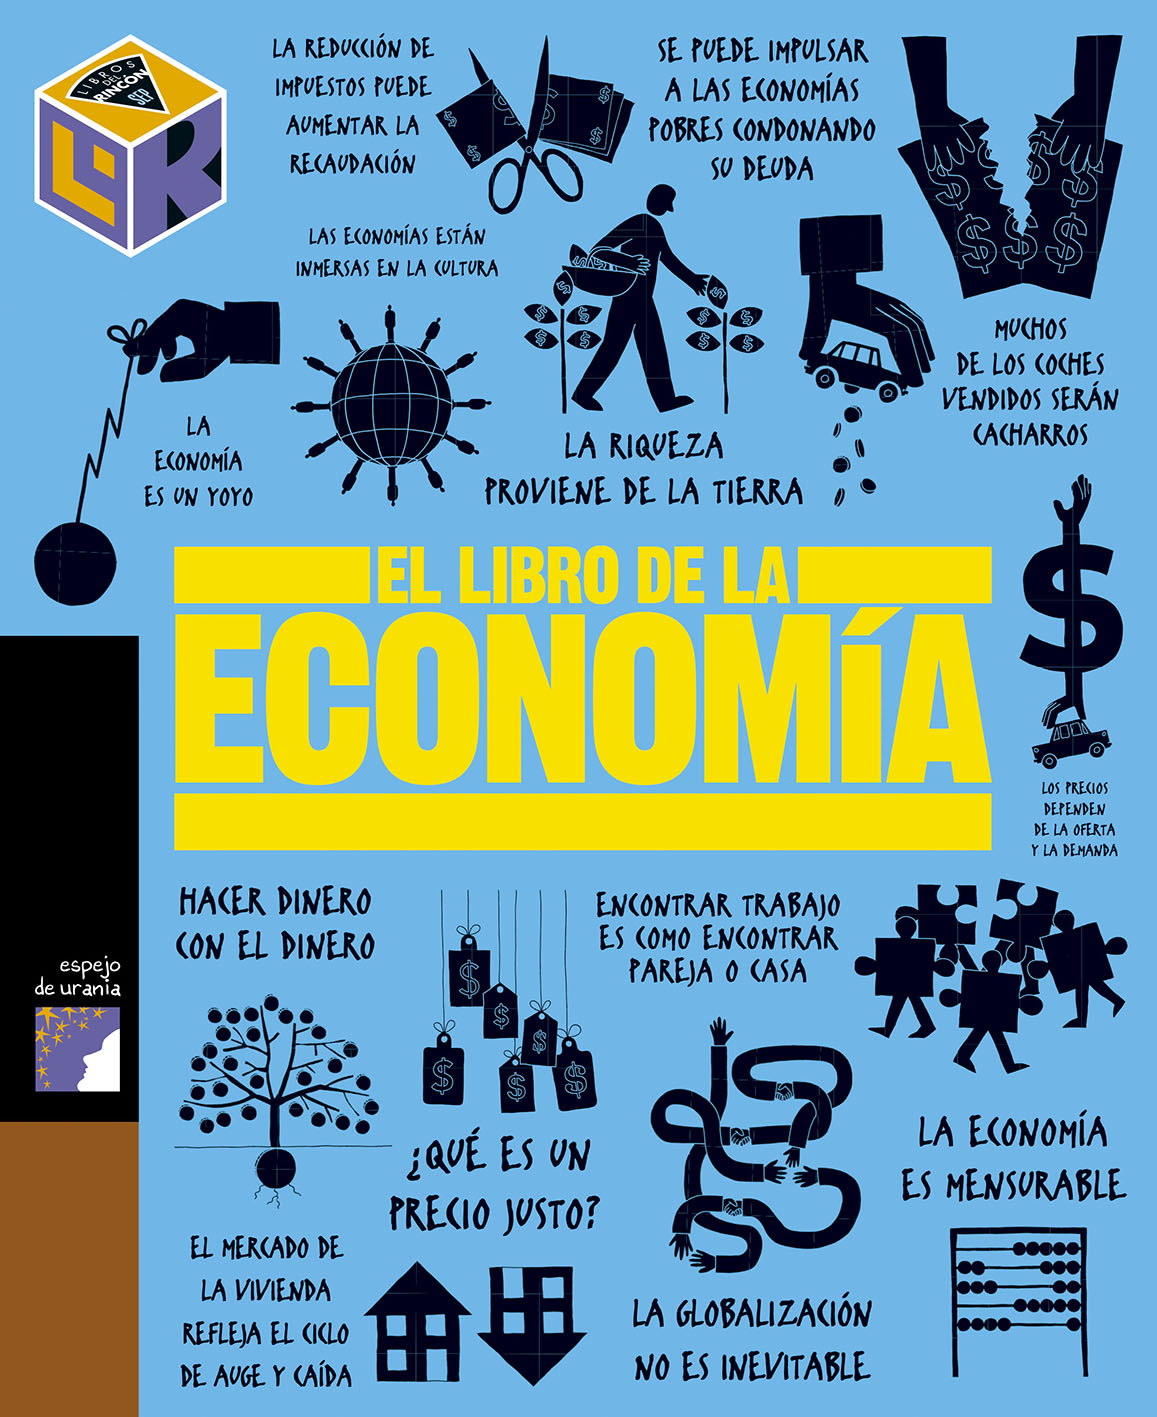 LIBROS
DEL
RINCÓN
SEP
LR
LA REDUCCIÓN DE
IMPUESTOS PUEDE
AUMENTAR LA
RECAUDACIÓN
SE PUEDE IMPULSAR
A LAS ECONOMÍAS
POBRES CONDONANDO
SU DEUDA
LAS ECONOMÍAS ESTÁN
INMERSAS EN LA CULTURA
MUCHOS
DE LOS COCHES
VENDIDOS SERÁN
CACHARROS
LA
ECONOMÍA
ES UN YOYO
LA RIQUEZA
PROVIENE DE LA TIERRA
EL LIBRO DE LA
ECONOMÍA
LOS PRECIOS
DEPENDEN
DE LA OFERTA
Y LA DEMANDA
HACER DINERO
CON EL DINERO
ENCONTRAR TRABAJO
ES COMO ENCONTRAR
PAREJA O CASA
espejo
de urania
¿QUÉ ES UN
PRECIO JUSTO?
LA ECONOMÍA
ES MENSURABLE
EL MERCADO DE
LA VIVIENDA
REFLEJA EL CICLO
DE AUGE Y CAÍDA
LA GLOBALIZACIÓN
NO ES INEVITABLE